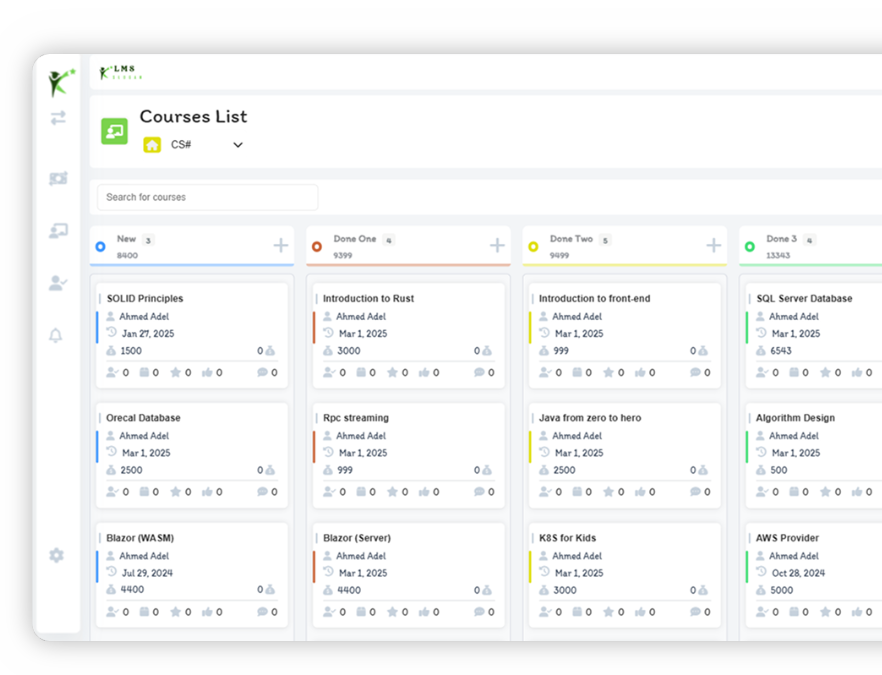 LMS
Courses List
CS#
Search for courses
New 3
8400
Done One 4
9399
Done Two 5
9499
Done 3 4
13343
SOLID Principles
Ahmed Adel
Jan 27, 2025
1500 0
0 0 0 0 0
Orecal Database
Ahmed Adel
Mar 1, 2025
2500 0
0 0 0 0 0
Blazor (WASM)
Ahmed Adel
Jul 29, 2024
4400 0
0 0 0 0 0
Introduction to Rust
Ahmed Adel
Mar 1, 2025
3000 0
0 0 0 0 0
Rpc streaming
Ahmed Adel
Mar 1, 2025
999 0
0 0 0 0 0
Blazor (Server)
Ahmed Adel
Mar 1, 2025
4400 0
0 0 0 0 0
Introduction to front-end
Ahmed Adel
Mar 1, 2025
999 0
0 0 0 0 0
Java from zero to hero
Ahmed Adel
Mar 1, 2025
2500 0
0 0 0 0 0
K8S for Kids
Ahmed Adel
Mar 1, 2025
3000 0
0 0 0 0 0
SQL Server Database
Ahmed Adel
Mar 1, 2025
6543
0 0 0 0
Algorithm Design
Ahmed Adel
Mar 1, 2025
500
0 0 0 0
AWS Provider
Ahmed Adel
Oct 28, 2024
5000
0 0 0 0